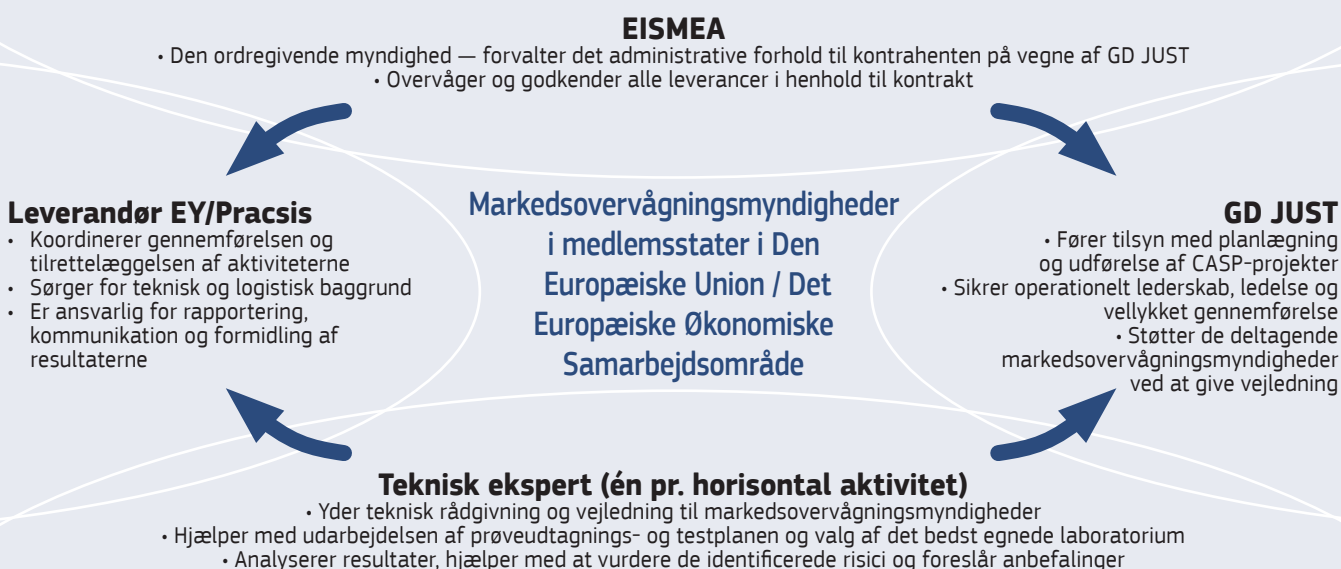 EISMEA
• Den ordregivende myndighed — forvalter det administrative forhold til kontrahenten på vegne af GD JUST
• Overvåger og godkender alle leverancer i henhold til kontrakt
Leverandør EY/Pracsis
• Koordinerer gennemførelsen og
tilrettelæggelsen af aktiviteterne
• Sørger for teknisk og logistisk baggrund
• Er ansvarlig for rapportering,
kommunikation og formidling af
resultaterne
Markedsovervågningsmyndigheder
i medlemsstater i Den
Europæiske Union / Det
Europæiske Økonomiske
Samarbejdsområde
GD JUST
• Fører tilsyn med planlægning
og udførelse af CASP-projekter
• Sikrer operationelt lederskab, ledelse og
vellykket gennemførelse
• Støtter de deltagende
markedsovervågningsmyndigheder
ved at give vejledning
Teknisk ekspert (én pr. horisontal aktivitet)
• Yder teknisk rådgivning og vejledning til markedsovervågningsmyndigheder
• Hjælper med udarbejdelsen af prøveudtagnings- og testplanen og valg af det bedst egnede laboratorium
• Analyserer resultater, hjælper med at vurdere de identificerede risici og foreslår anbefalinger